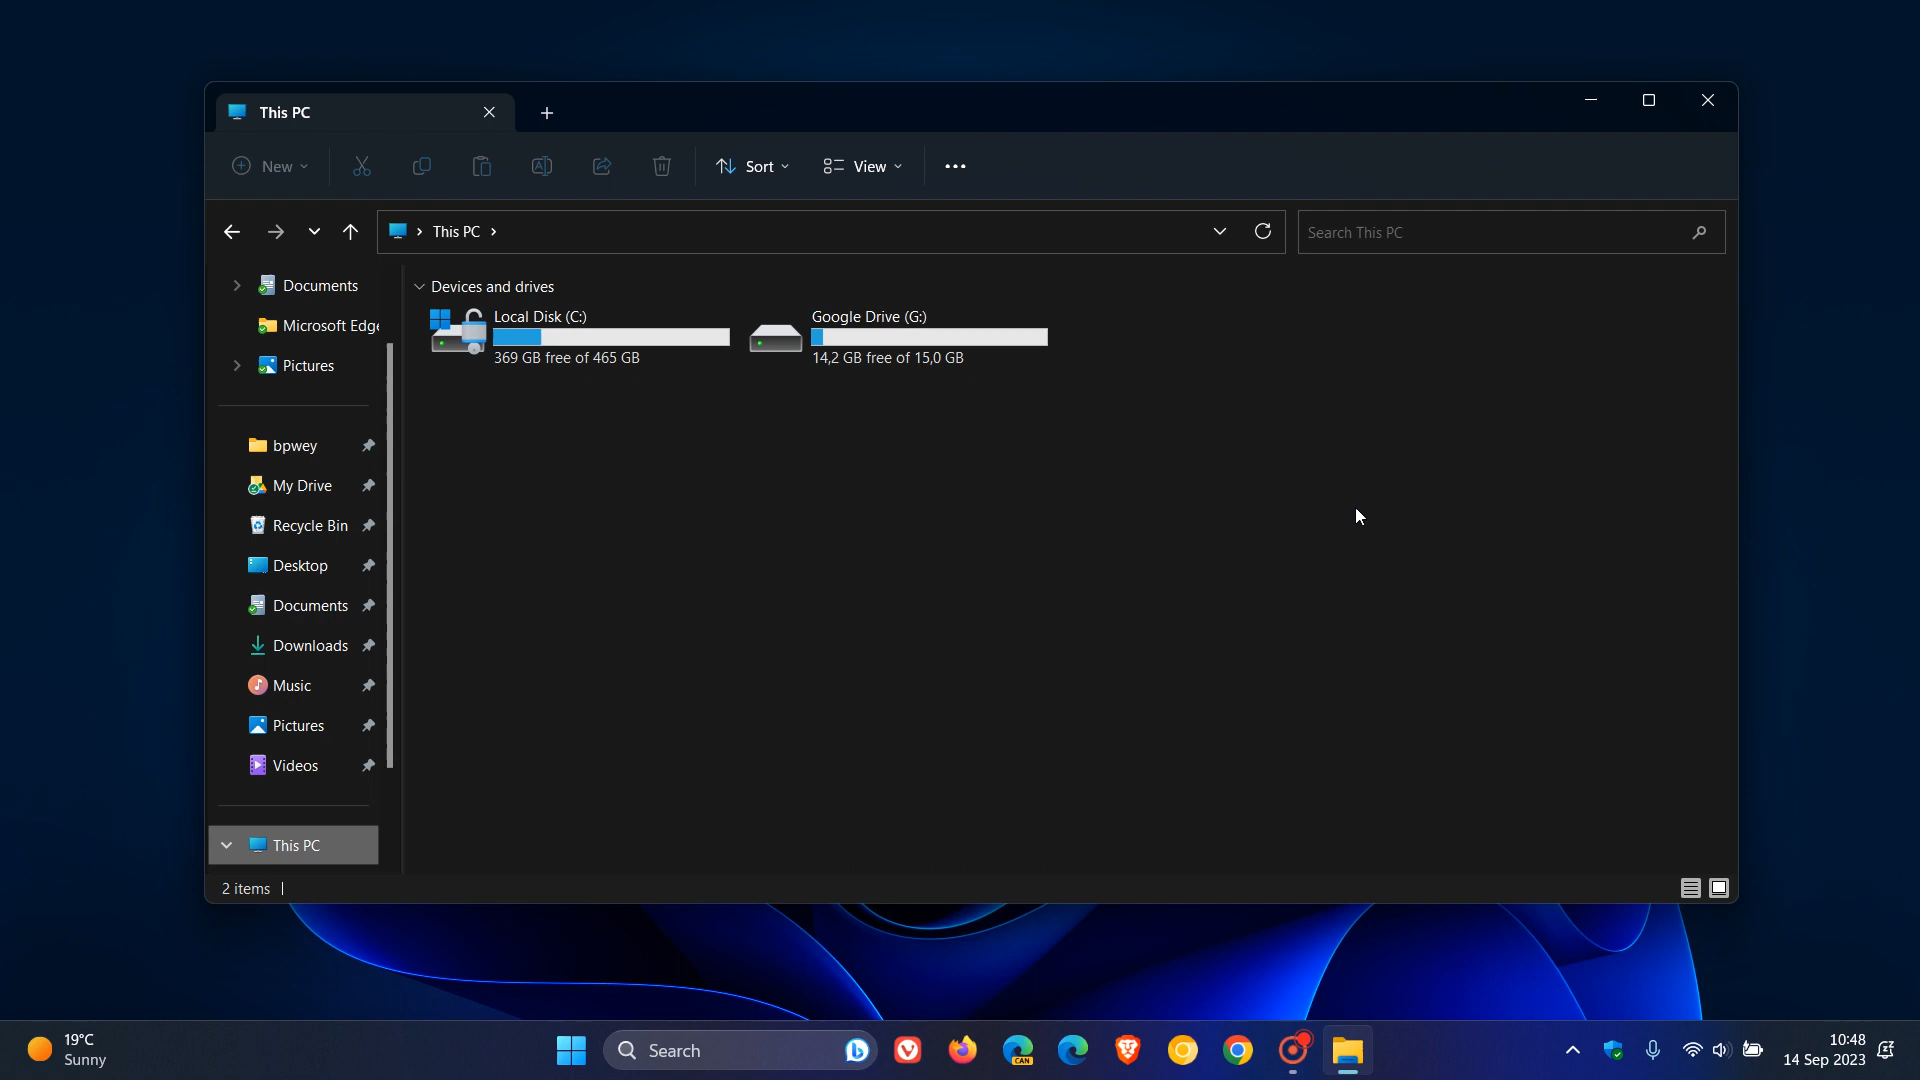 This PC
New
Sort
View
This PC
Search This PC
Documents
Microsoft Edge
Pictures
bpwey
My Drive
Recycle Bin
Desktop
Documents
Downloads
Music
Pictures
Videos
This PC
Devices and drives
Local Disk (C:)
369 GB free of 465 GB
Google Drive (G:)
14,2 GB free of 15,0 GB
2 items
19°C
Sunny
Search
CAN
10:48
14 Sep 2023